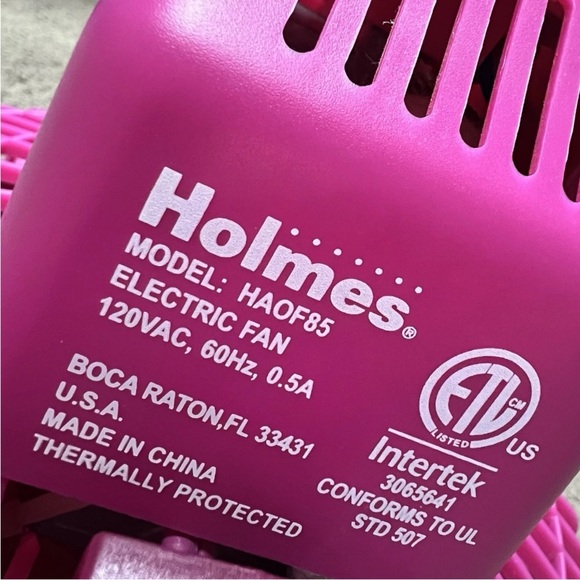 Holmes®
MODEL: HAOF85
ELECTRIC FAN
120VAC, 60Hz, 0.5A
BOCA RATON,FL 33431
U.S.A.
MADE IN CHINA
THERMALLY PROTECTED
ETL CM
LISTED US
Intertek
3065641
CONFORMS TO UL
STD 507